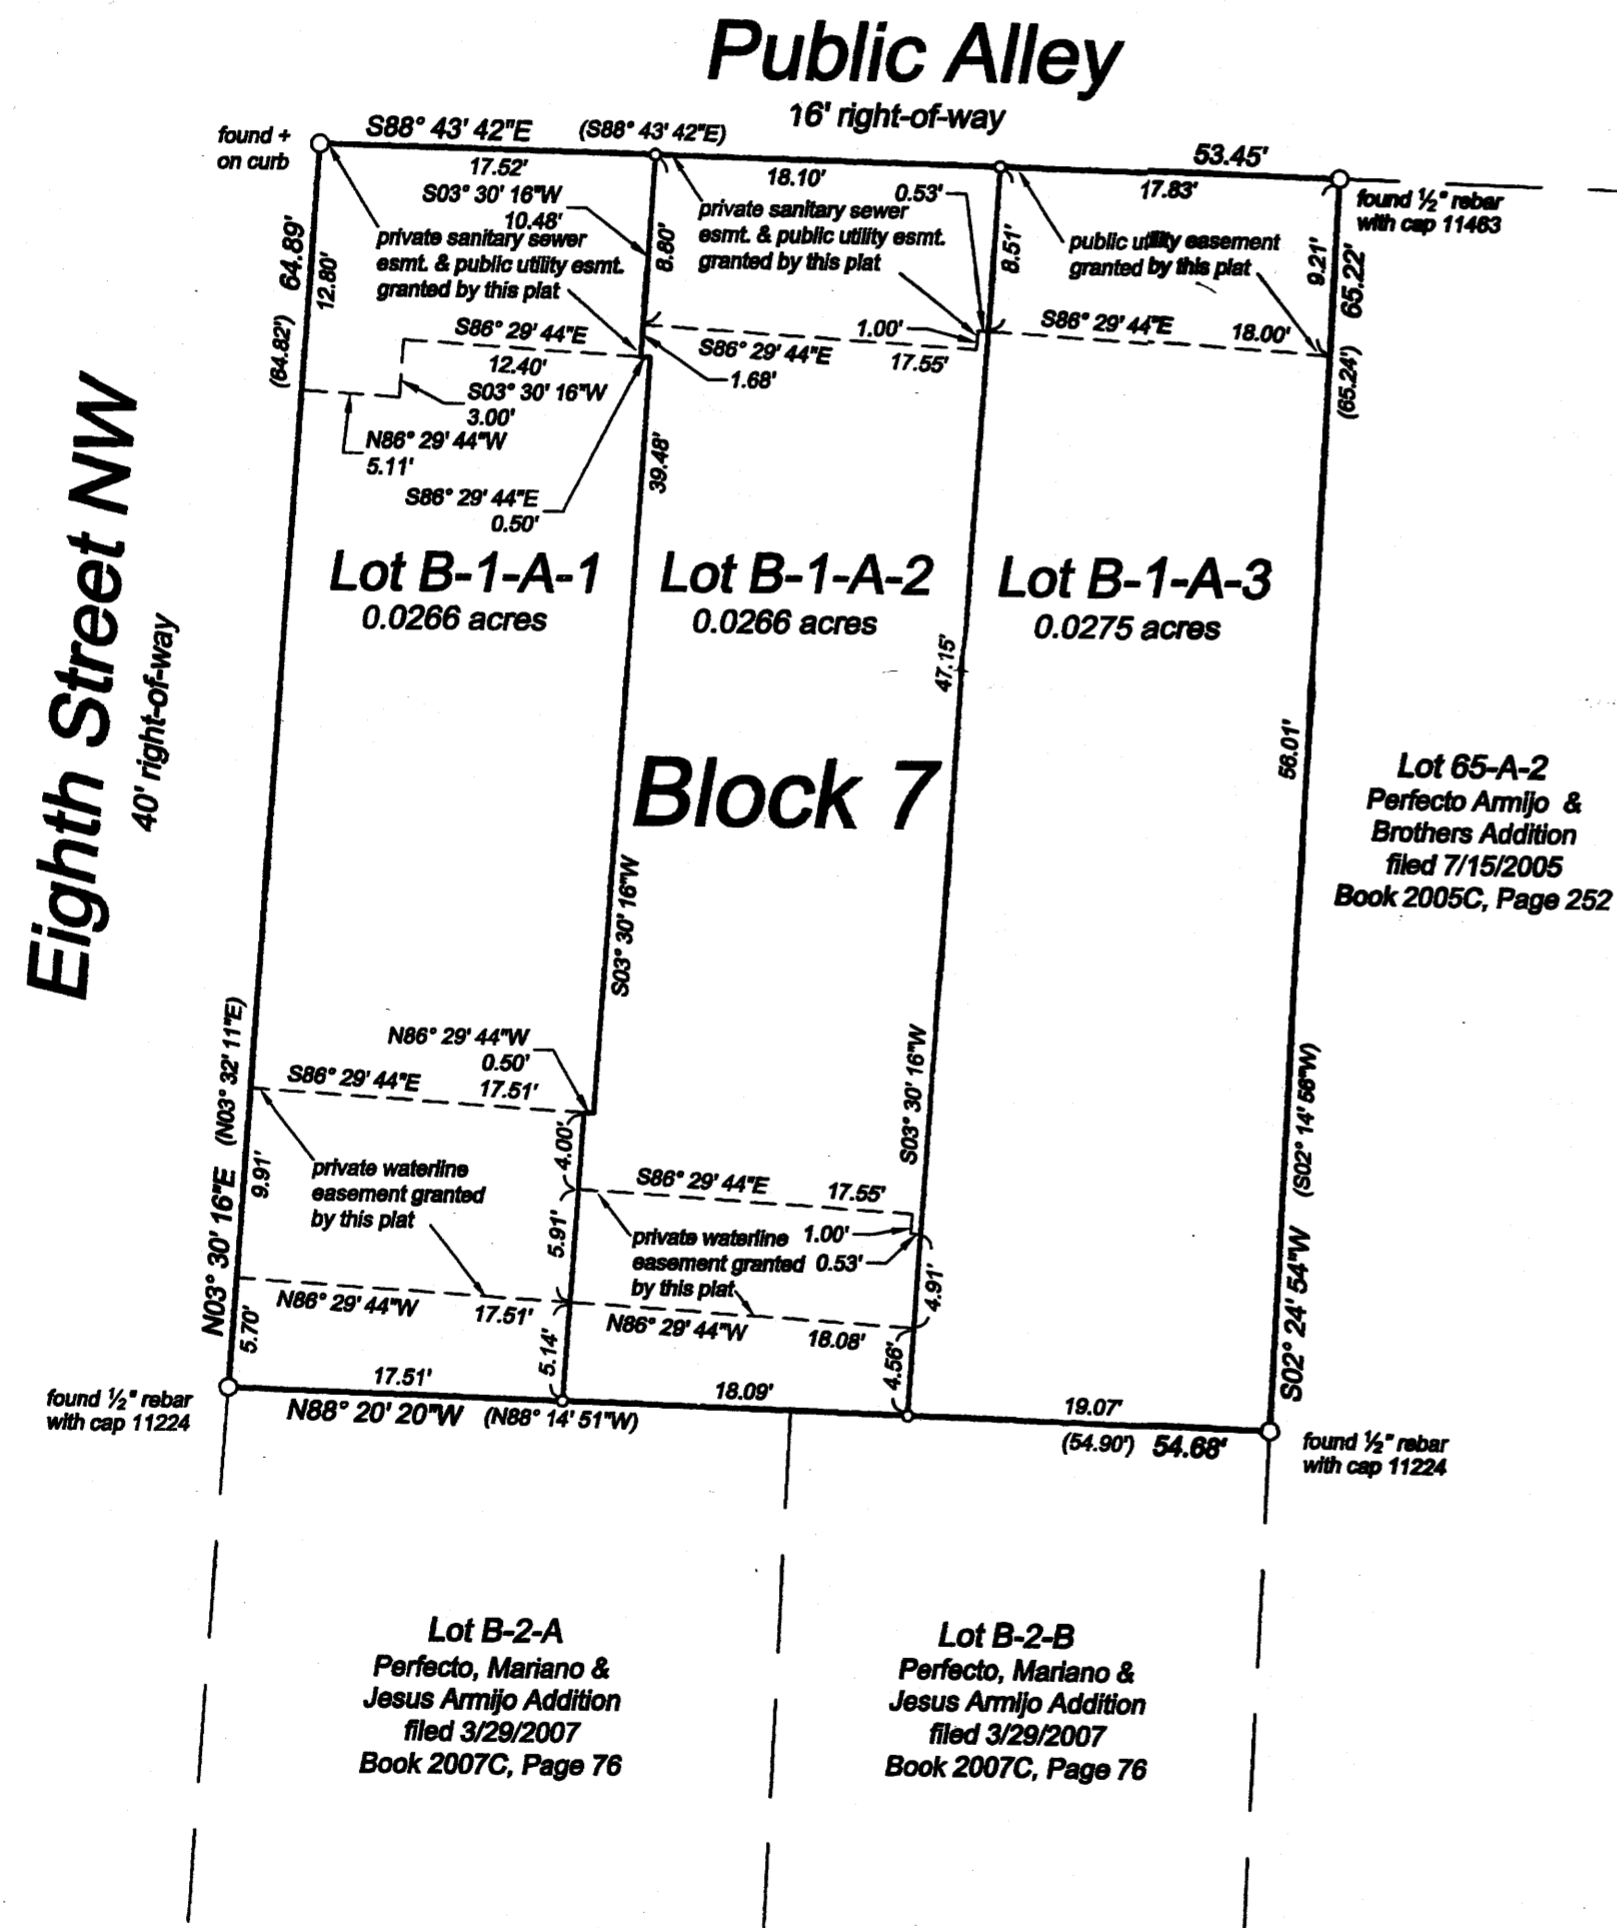 Public Alley
16' right-of-way
found +
on curb
S88° 43' 42"E
(S88° 43' 42"E)
53.45'
17.52'
18.10'
17.83'
found ½" rebar
with cap 11463
S03° 30' 16"W
10.48'
private sanitary sewer
esmt. & public utility esmt.
granted by this plat
8.80'
private sanitary sewer
esmt. & public utility esmt.
granted by this plat
0.53'
8.51'
public utility easement
granted by this plat
9.21'
65.22'
(65.24')
64.89'
(64.82')
12.80'
S86° 29' 44"E
12.40'
S03° 30' 16"W
3.00'
N86° 29' 44"W
5.11'
S86° 29' 44"E
0.50'
1.00'
S86° 29' 44"E
17.55'
1.68'
S86° 29' 44"E
18.00'
39.48'
Eighth Street NW
40' right-of-way
Lot B-1-A-1
0.0266 acres
Lot B-1-A-2
0.0266 acres
Lot B-1-A-3
0.0275 acres
47.15'
56.01'
Block 7
Lot 65-A-2
Perfecto Armijo &
Brothers Addition
filed 7/15/2005
Book 2005C, Page 252
S03° 30' 16"W
S03° 30' 16"W
N03° 30' 16"E
(N03° 32' 11"E)
S02° 24' 54"W
(S02° 14' 58"W)
N86° 29' 44"W
0.50'
S86° 29' 44"E
17.51'
9.91'
4.00'
private waterline
easement granted
by this plat
S86° 29' 44"E
17.55'
5.91'
private waterline
easement granted
by this plat
1.00'
0.53'
4.91'
N86° 29' 44"W
17.51'
N86° 29' 44"W
18.08'
5.70'
5.14'
4.56'
17.51'
18.09'
19.07'
found ½" rebar
with cap 11224
N88° 20' 20"W
(N88° 14' 51"W)
(54.90')
54.68'
found ½" rebar
with cap 11224
Lot B-2-A
Perfecto, Mariano &
Jesus Armijo Addition
filed 3/29/2007
Book 2007C, Page 76
Lot B-2-B
Perfecto, Mariano &
Jesus Armijo Addition
filed 3/29/2007
Book 2007C, Page 76